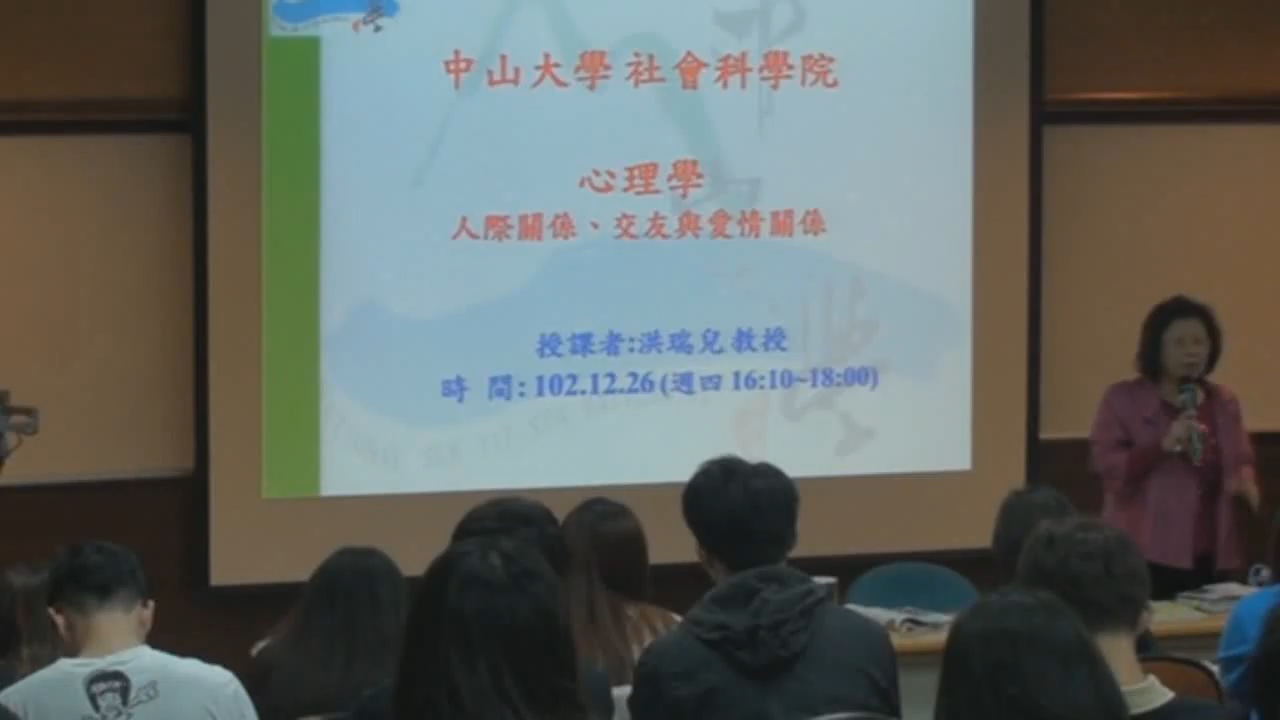 中山大學 社會科學院
心理學
人際關係、交友與愛情關係
授課者:洪瑞兒 教授
時 間: 102.12.26 (週四 16:10~18:00)